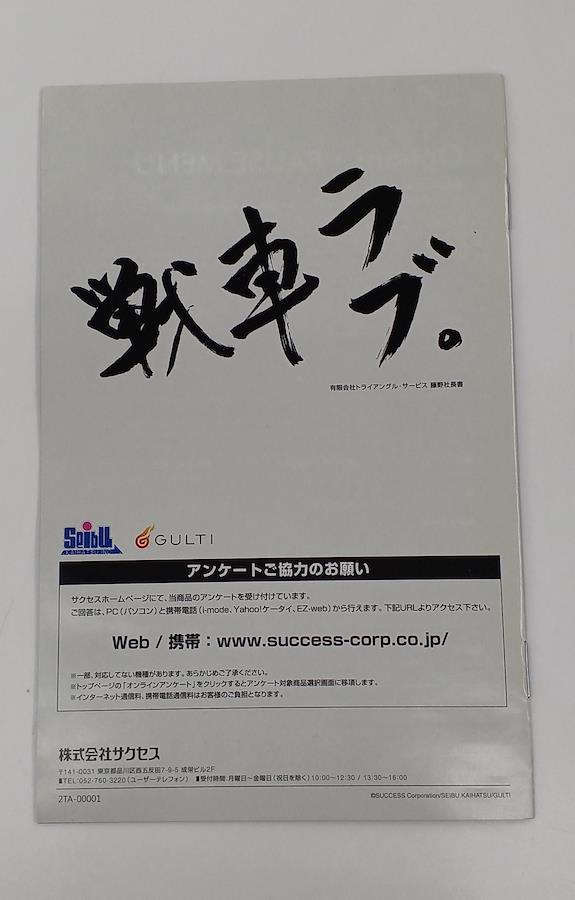 戦車ラブ。
有限会社トライアングル・サービス 藤野社長書
SeibU
KAIHATSU INC.
GULTI
アンケートご協力のお願い
サクセスホームページにて、当商品のアンケートを受け付けています。
ご回答は、PC(パソコン)と携帯電話(i-mode、Yahoo!ケータイ、EZ-web)から行えます。下記URLよりアクセス下さい。
Web / 携帯:www.success-corp.co.jp/
※一部、対応してない機種があります。あらかじめご了承ください。
※トップページの「オンラインアンケート」をクリックするとアンケート対象商品選択画面に移項します。
※インターネット通信料、携帯電話通信料はお客様のご負担となります。
株式会社サクセス
〒141-0031 東京都品川区西五反田7-9-5 成栄ビル2F
■TEL:052-760-3220(ユーザーテレフォン) ■受付時間:月曜日~金曜日(祝日を除く)10:00~12:30 / 13:30~16:00
2TA-00001
©SUCCESS Corporation/SEIBU KAIHATSU/GULTI